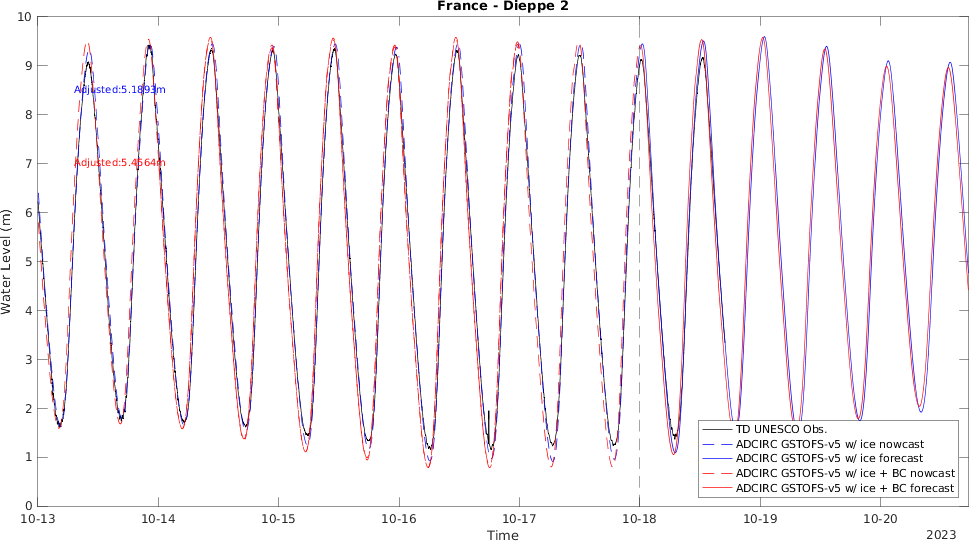 France - Dieppe 2
10
9
8
7
6
5
4
3
2
1
0
Water Level (m)
Adjusted:5.1893m
Adjusted:5.4564m
TD UNESCO Obs.
ADCIRC GSTOFS-v5 w/ ice nowcast
ADCIRC GSTOFS-v5 w/ ice forecast
ADCIRC GSTOFS-v5 w/ ice + BC nowcast
ADCIRC GSTOFS-v5 w/ ice + BC forecast
10-13 10-14 10-15 10-16 10-17 10-18 10-19 10-20
Time
2023